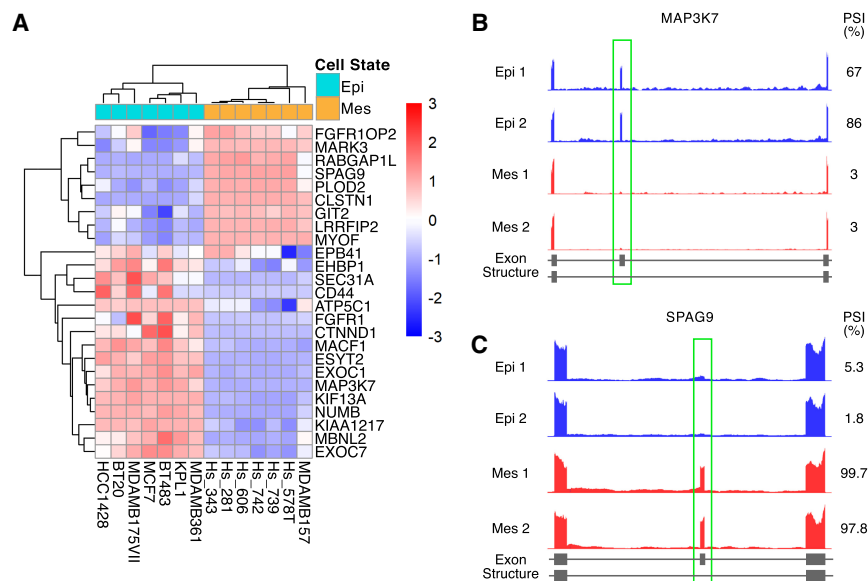 A
Cell State
Epi
Mes
3
2
1
0
-1
-2
-3
FGFR1OP2
MARK3
RABGAP1L
SPAG9
PLOD2
CLSTN1
GIT2
LRRFIP2
MYOF
EPB41
EHBP1
SEC31A
CD44
ATP5C1
FGFR1
CTNND1
MACF1
ESYT2
EXOC1
MAP3K7
KIF13A
NUMB
KIAA1217
MBNL2
EXOC7
HCC1428
BT20
MDAMB175VII
MCF7
BT483
KPL1
MDAMB361
Hs_343
Hs_281
Hs_606
Hs_742
Hs_739
Hs_578T
MDAMB157
B
MAP3K7
PSI
(%)
Epi 1 67
Epi 2 86
Mes 1 3
Mes 2 3
Exon
Structure
C
SPAG9
PSI
(%)
Epi 1 5.3
Epi 2 1.8
Mes 1 99.7
Mes 2 97.8
Exon
Structure